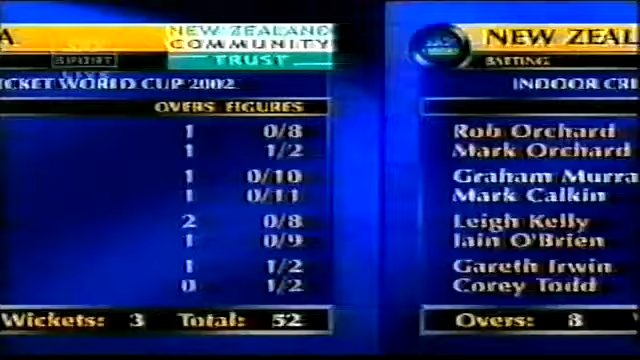 A
NEW ZEALAND
COMMUNITY
TRUST
SPORT
LIVE
ICKET WORLD CUP 2002
OVERS FIGURES
1 0/8
1 1/2
1 0/10
1 0/11
2 0/8
1 0/9
1 1/2
0 1/2
Wickets: 3 Total: 52
NEW ZEAL
BATTING
INDOOR CRI
Rob Orchard
Mark Orchard
Graham Murra
Mark Calkin
Leigh Kelly
Iain O'Brien
Gareth Irwin
Corey Todd
Overs: 8